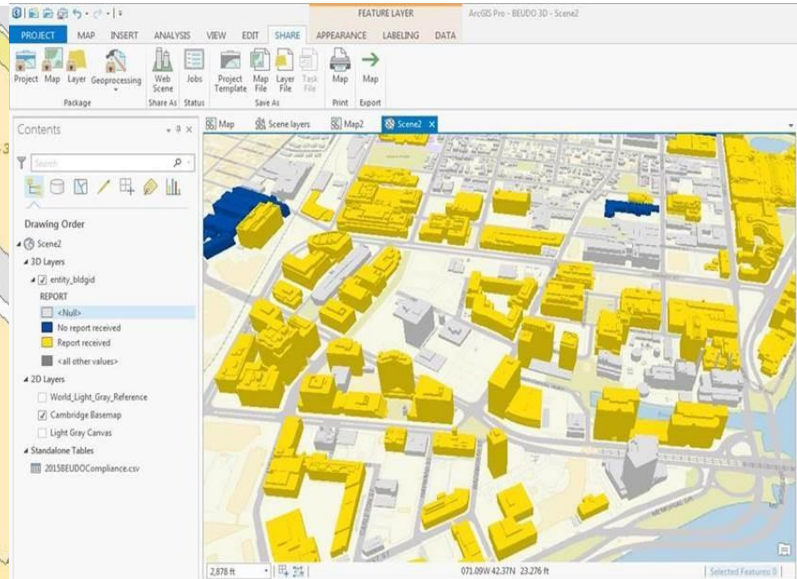 FEATURE LAYER
ArcGIS Pro - BEUDO 3D - Scene2
PROJECT MAP INSERT ANALYSIS VIEW EDIT SHARE APPEARANCE LABELING DATA
Project Map Layer Geoprocessing Web Scene Jobs Project Template Map File Layer File Task File Map Map
Package Share As Status Save As Print Export
Contents
Map Scene layers Map2 Scene2
Search
Drawing Order
Scene2
3D Layers
entity_bldgid
REPORT
<Null>
No report received
Report received
<all other values>
2D Layers
World_Light_Gray_Reference
Cambridge Basemap
Light Gray Canvas
Standalone Tables
2015BEUDOCompliance.csv
MEMORIAL DR
2,878 ft 071.09W 42.37N 23.276 ft Selected Features: 0